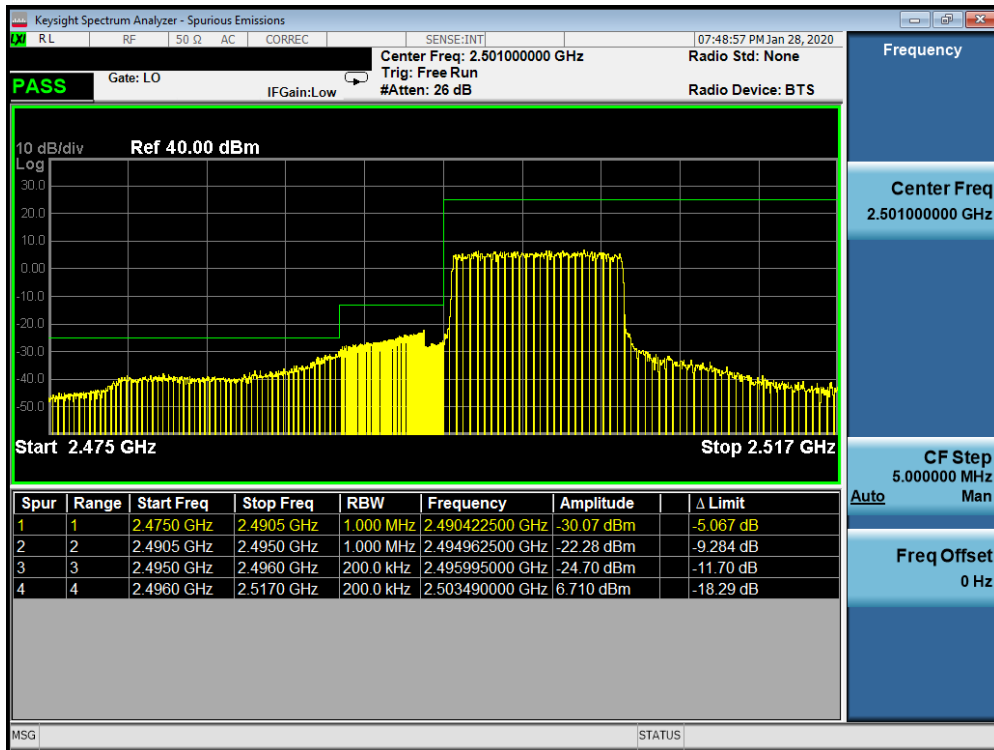 Keysight Spectrum Analyzer - Spurious Emissions
LXI RL RF 50 Ω AC CORREC SENSE:INT 07:48:57 PM Jan 28, 2020
Center Freq: 2.501000000 GHz Radio Std: None
Trig: Free Run
PASS Gate: LO
IFGain:Low #Atten: 26 dB Radio Device: BTS
Frequency
10 dB/div Ref 40.00 dBm
Log
30.0
20.0
10.0
0.00
-10.0
-20.0
-30.0
-40.0
-50.0
Start 2.475 GHz Stop 2.517 GHz
Spur Range Start Freq Stop Freq RBW Frequency Amplitude Δ Limit
1 1 2.4750 GHz 2.4905 GHz 1.000 MHz 2.490422500 GHz -30.07 dBm -5.067 dB
2 2 2.4905 GHz 2.4950 GHz 1.000 MHz 2.494962500 GHz -22.28 dBm -9.284 dB
3 3 2.4950 GHz 2.4960 GHz 200.0 kHz 2.495995000 GHz -24.70 dBm -11.70 dB
4 4 2.4960 GHz 2.5170 GHz 200.0 kHz 2.503490000 GHz 6.710 dBm -18.29 dB
Center Freq
2.501000000 GHz
CF Step
5.000000 MHz
Auto Man
Freq Offset
0 Hz
MSG STATUS